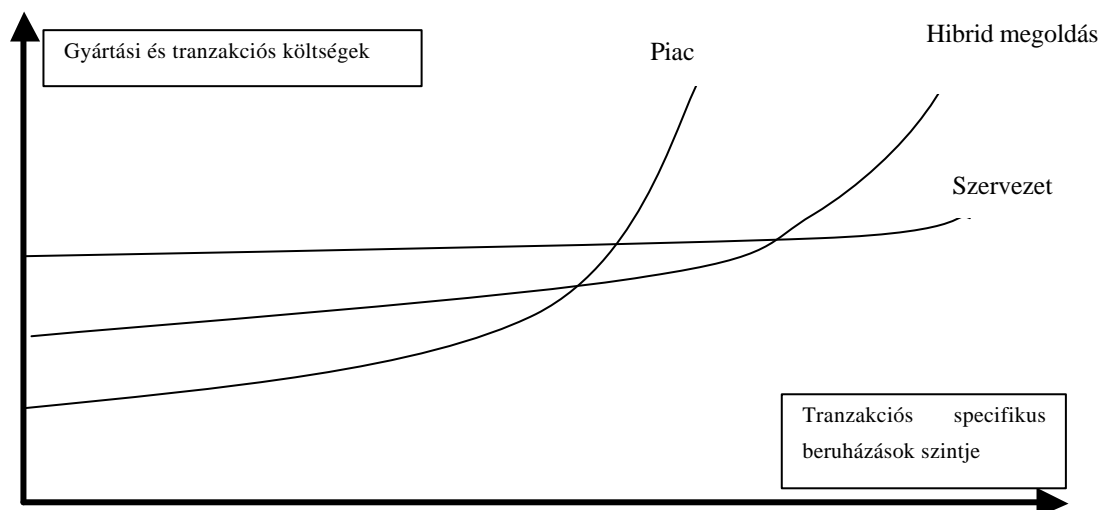 Gyártási és tranzakciós költségek
Piac
Hibrid megoldás
Szervezet
Tranzakciós specifikus
beruházások szintje